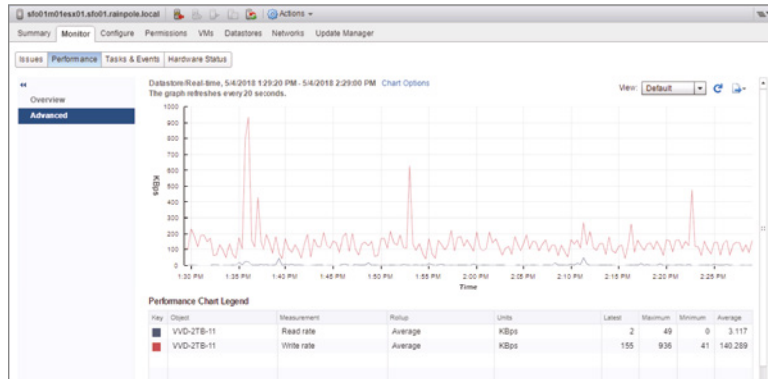 sfo01m01esx01.sfo01.rainpole.local Actions
Summary Monitor Configure Permissions VMs Datastores Networks Update Manager
Issues Performance Tasks & Events Hardware Status
Overview
Advanced
Datastore/Real-time, 5/4/2018 1:29:20 PM - 5/4/2018 2:29:00 PM Chart Options
The graph refreshes every 20 seconds.
View: Default
KBps
1000
900
800
700
600
500
400
300
200
100
0
1:30 PM 1:35 PM 1:40 PM 1:45 PM 1:50 PM 1:55 PM 2:00 PM 2:05 PM 2:10 PM 2:15 PM 2:20 PM 2:25 PM
Time
Performance Chart Legend
Key Object Measurement Rollup Units Latest Maximum Minimum Average
VVD-2TB-11 Read rate Average KBps 2 49 0 3.117
VVD-2TB-11 Write rate Average KBps 155 936 41 140.289